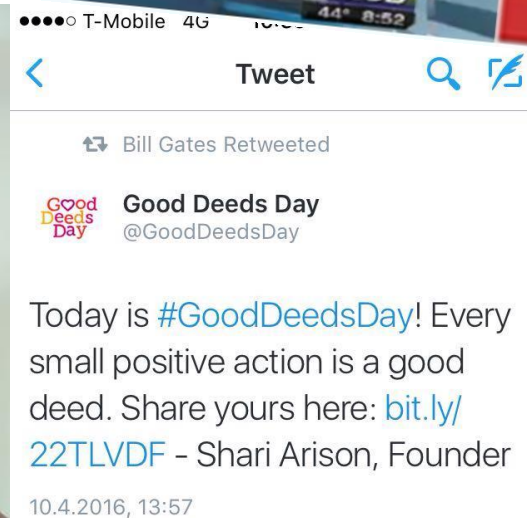 44° 8:52
T-Mobile 4G
Tweet
Bill Gates Retweeted
Good
Deeds
Day
Good Deeds Day
@GoodDeedsDay
Today is #GoodDeedsDay! Every
small positive action is a good
deed. Share yours here: bit.ly/
22TLVDF - Shari Arison, Founder
10.4.2016, 13:57